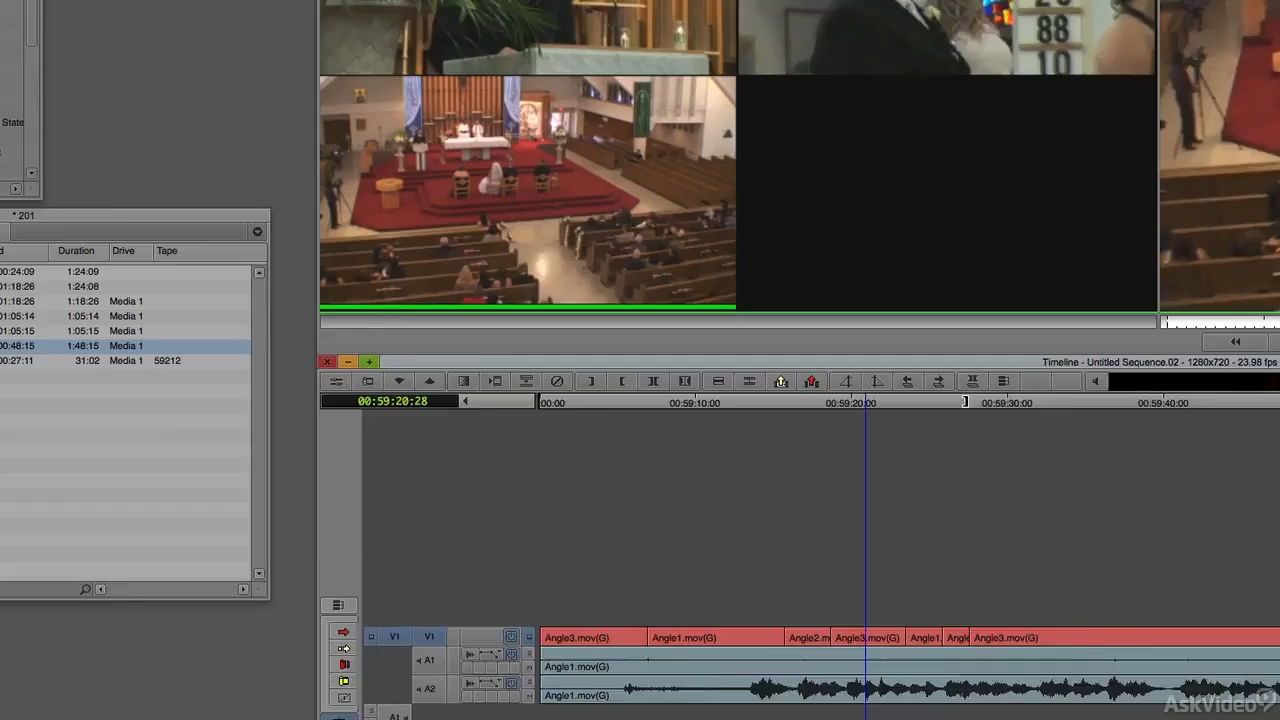 88
10
State
* 201
Duration Drive Tape
00:24:09 1:24:09
01:18:26 1:24:08
01:18:26 1:18:26 Media 1
01:05:14 1:05:14 Media 1
01:05:15 1:05:15 Media 1
00:48:15 1:48:15 Media 1
00:27:11 31:02 Media 1 59212
Timeline - Untitled Sequence.02 - 1280x720 - 23.98 fps
00:59:20:28
00:00 00:59:10:00 00:59:20:00 00:59:30:00 00:59:40:00
V1 V1 Angle3.mov(G) Angle1.mov(G) Angle2.m Angle3.mov(G) Angle1. Angle Angle3.mov(G)
A1 S
Angle1.mov(G) M
A2 S
Angle1.mov(G) M
S A1
AskVideo